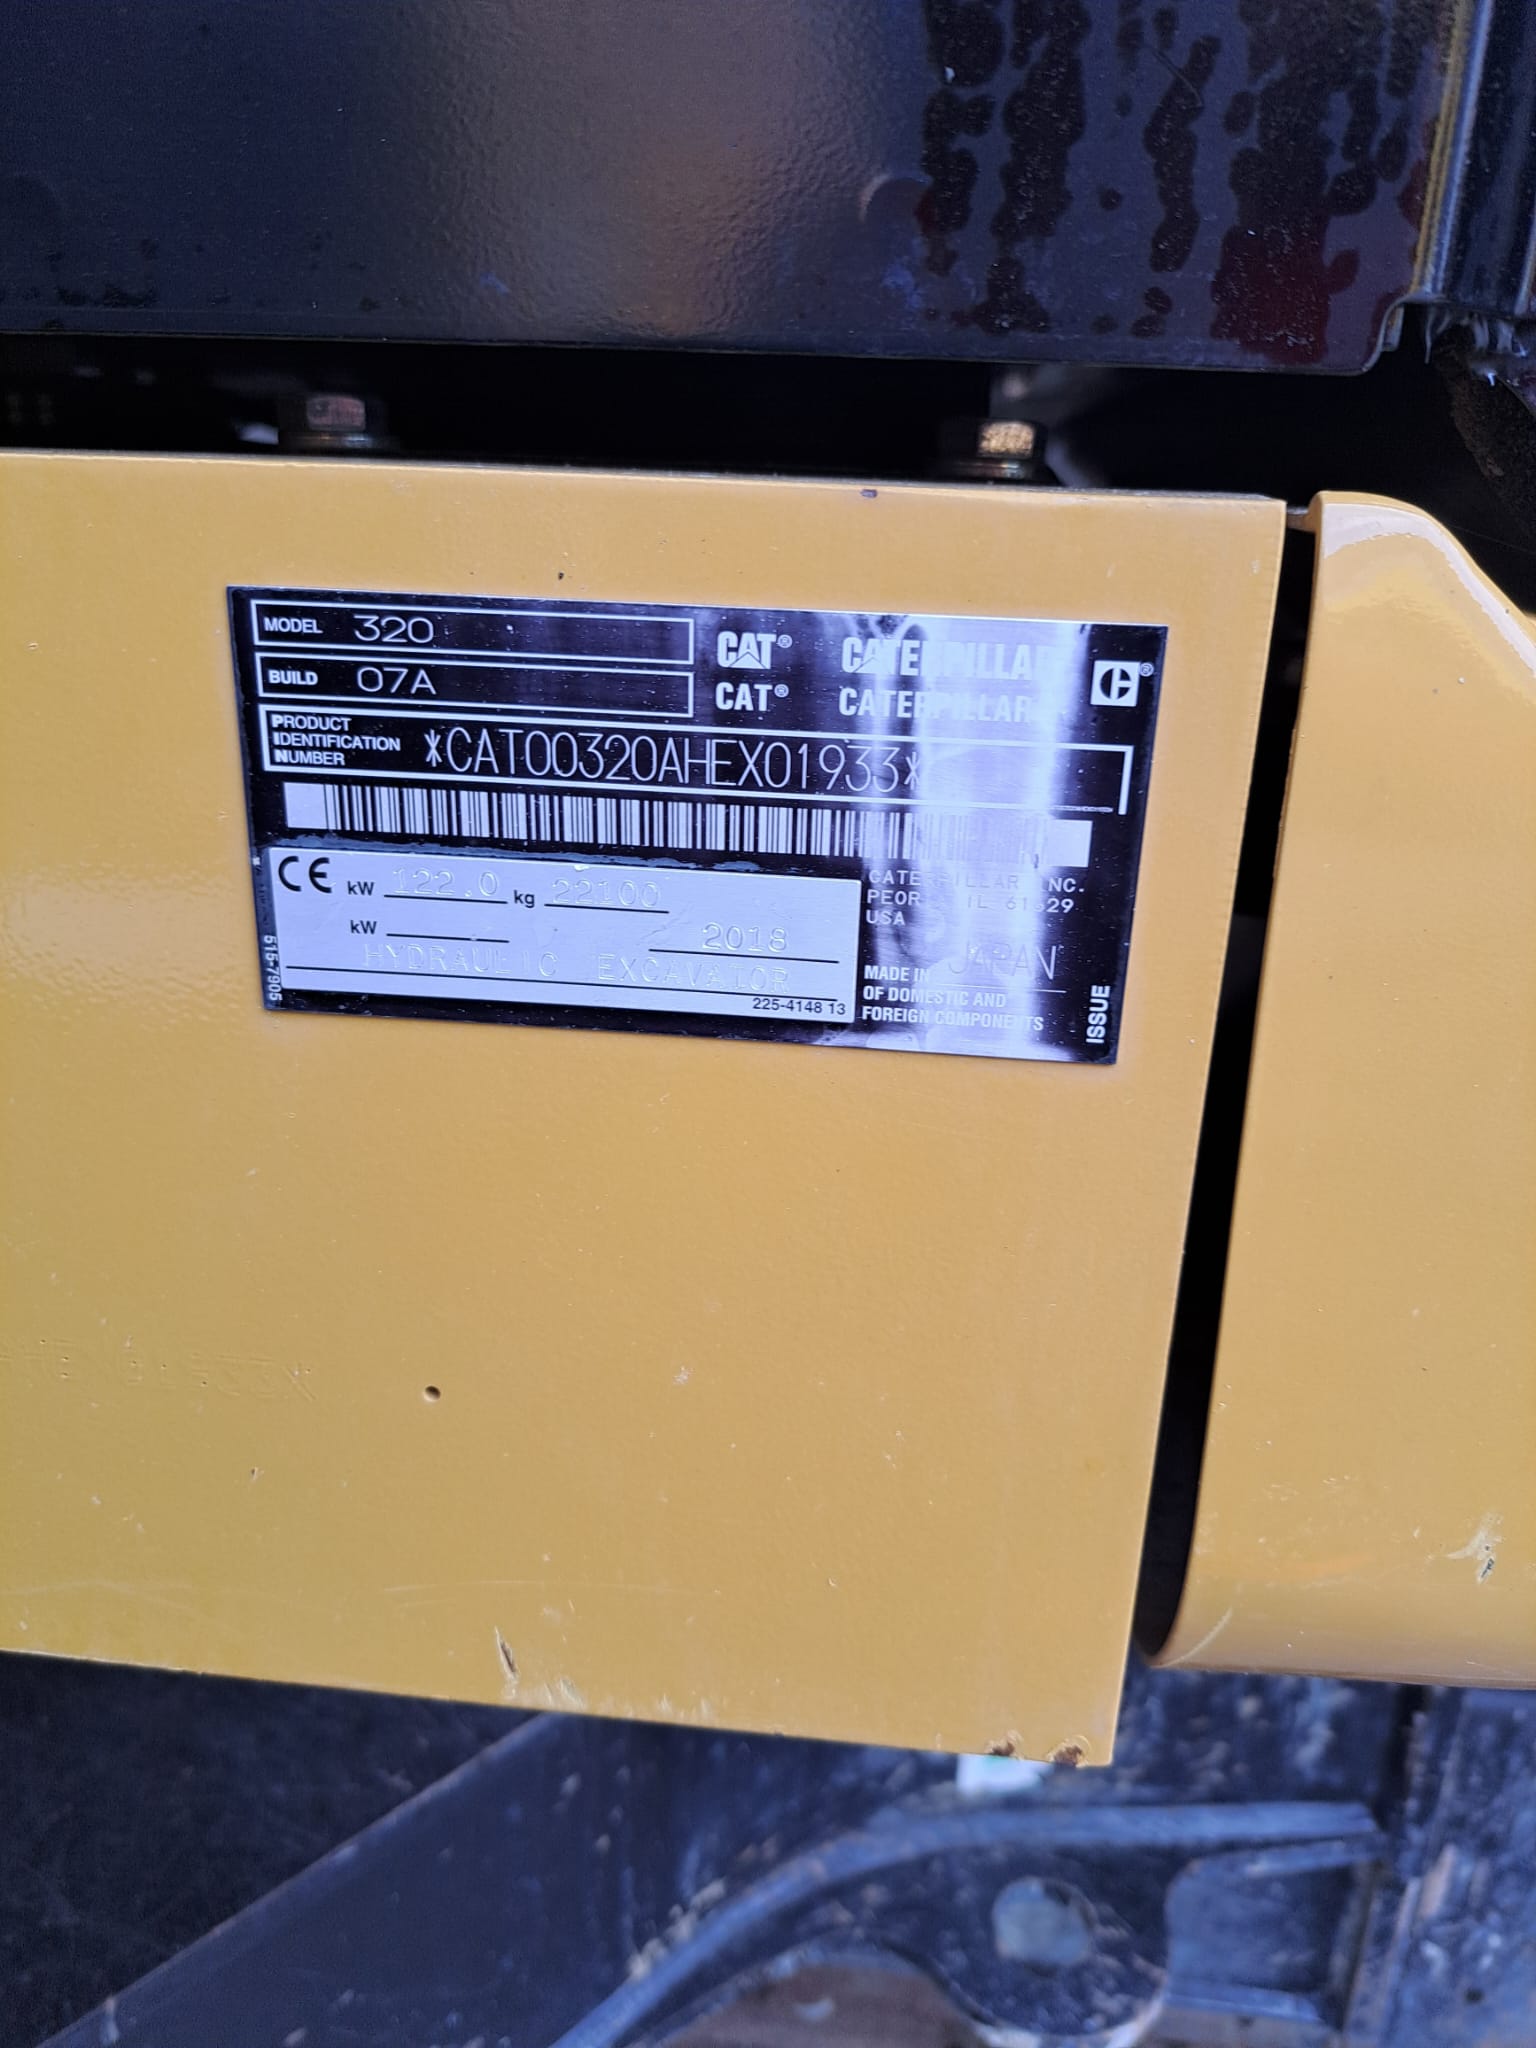 MODEL 320
BUILD 07A
CAT® CATERPILLAR
CAT® CATERPILLAR
PRODUCT
IDENTIFICATION
NUMBER
*CAT00320AHEX01933*
CE kW 122.0 kg 22100
kW 2018
HYDRAULIC EXCAVATOR
225-4148 13
515-7905
CATERPILLAR INC.
PEOR IL 61629
USA
MADE IN JAPAN
OF DOMESTIC AND
FOREIGN COMPONENTS
ISSUE